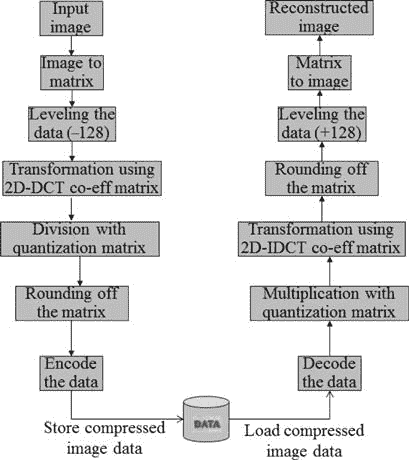 Input
image
Image to
matrix
Leveling the
data (–128)
Transformation using
2D-DCT co-eff matrix
Division with
quantization matrix
Rounding off
the matrix
Encode
the data
Store compressed
image data
DATA
Load compressed
image data
Decode
the data
Multiplication with
quantization matrix
Transformation using
2D-IDCT co-eff matrix
Rounding off
the matrix
Leveling the
data (+128)
Matrix
to image
Reconstructed
image